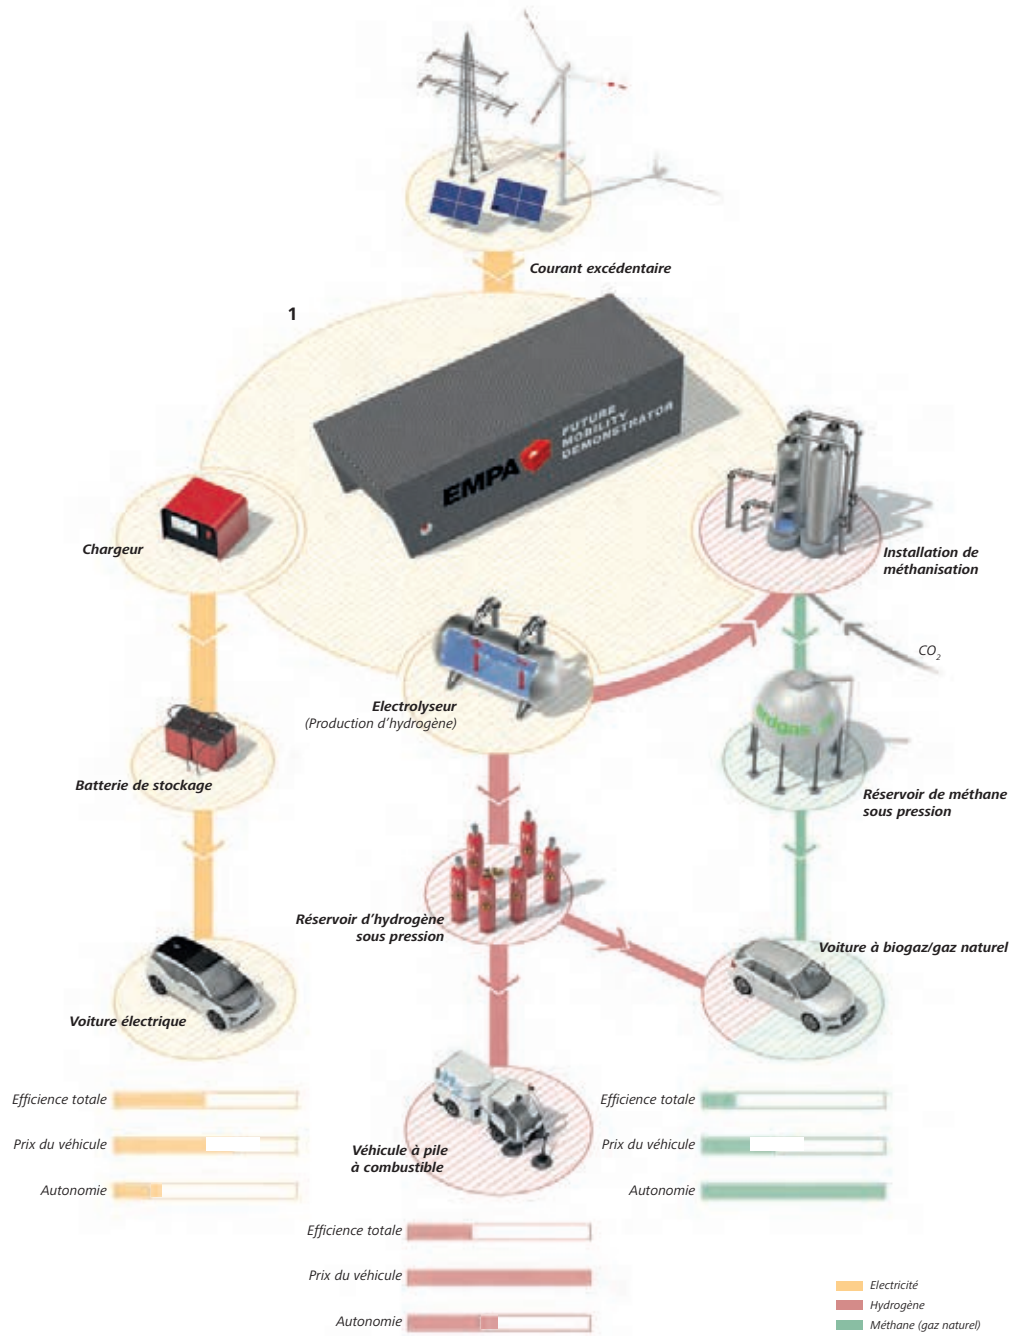 Courant excédentaire
1
FUTURE
MOBILITY
DEMONSTRATOR
EMPA
Chargeur
Installation de
méthanisation
CO2
Electrolyseur
(Production d'hydrogène)
erdgas
Batterie de stockage
Réservoir de méthane
sous pression
Réservoir d'hydrogène
sous pression
Voiture à biogaz/gaz naturel
Voiture électrique
Efficience totale
Prix du véhicule
Autonomie
Véhicule à pile
à combustible
Efficience totale
Prix du véhicule
Autonomie
Efficience totale
Prix du véhicule
Autonomie
Electricité
Hydrogène
Méthane (gaz naturel)